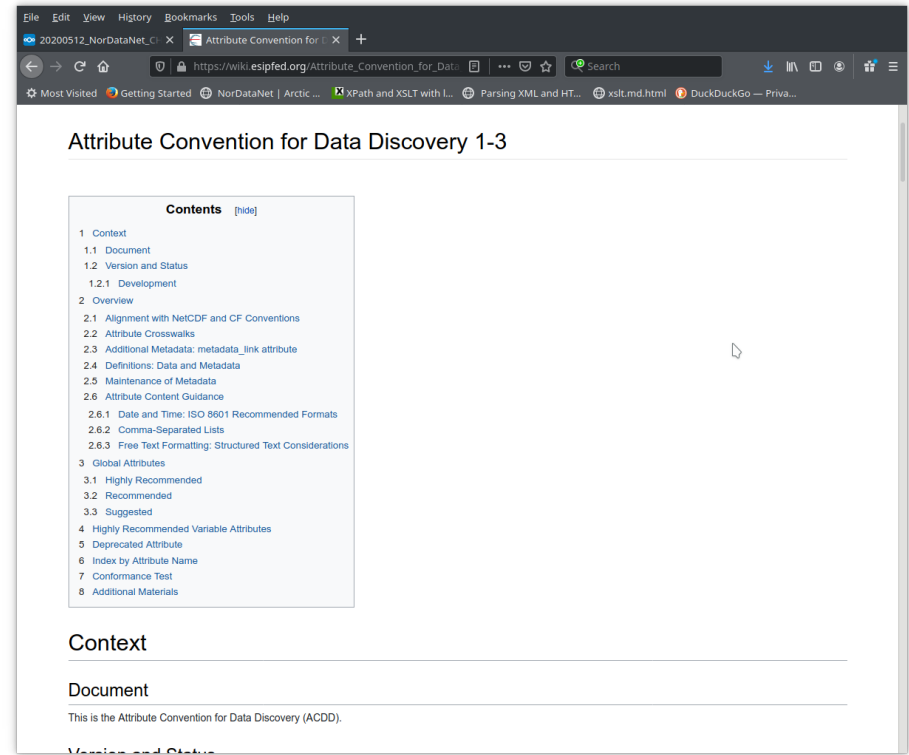 File Edit View History Bookmarks Tools Help
20200512_NorDataNet_C × Attribute Convention for D × +
https://wiki.esipfed.org/Attribute_Convention_for_Data ··· Search
Most Visited Getting Started NorDataNet | Arctic ... XPath and XSLT with l... Parsing XML and HT... xslt.md.html DuckDuckGo — Priva...
Attribute Convention for Data Discovery 1-3
Contents [hide]
1 Context
1.1 Document
1.2 Version and Status
1.2.1 Development
2 Overview
2.1 Alignment with NetCDF and CF Conventions
2.2 Attribute Crosswalks
2.3 Additional Metadata: metadata_link attribute
2.4 Definitions: Data and Metadata
2.5 Maintenance of Metadata
2.6 Attribute Content Guidance
2.6.1 Date and Time: ISO 8601 Recommended Formats
2.6.2 Comma-Separated Lists
2.6.3 Free Text Formatting: Structured Text Considerations
3 Global Attributes
3.1 Highly Recommended
3.2 Recommended
3.3 Suggested
4 Highly Recommended Variable Attributes
5 Deprecated Attribute
6 Index by Attribute Name
7 Conformance Test
8 Additional Materials
Context
Document
This is the Attribute Convention for Data Discovery (ACDD).
Version and Status